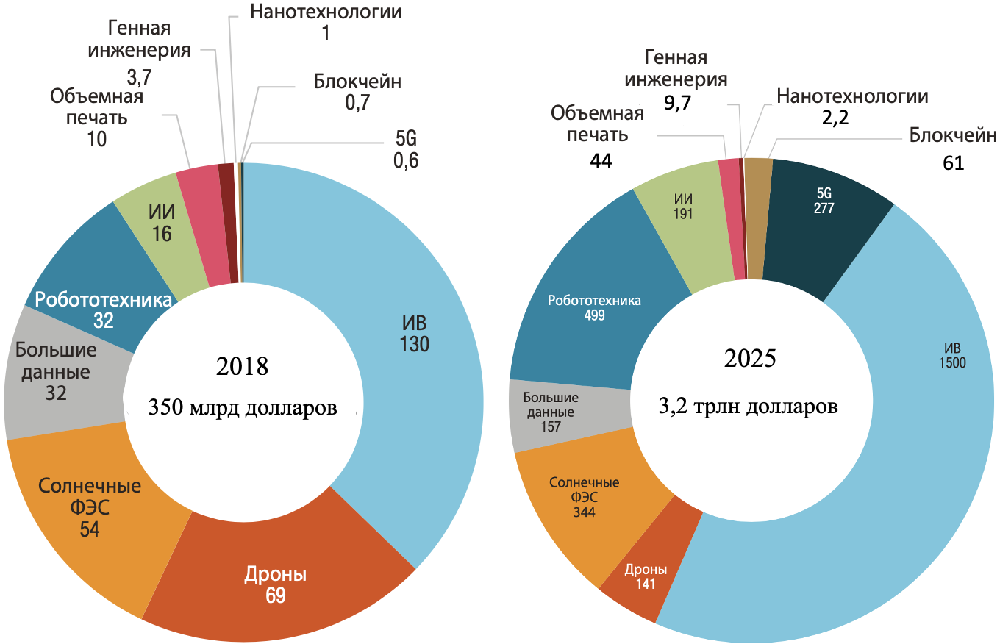 Нанотехнологии
1
Генная
инженерия
3,7
Блокчейн
0,7
Объемная
печать
10
5G
0,6
ИИ
16
Робототехника
32
ИВ
130
Большие
данные
32
2018
350 млрд долларов
Солнечные
ФЭС
54
Дроны
69
Генная
инженерия
9,7
Нанотехнологии
2,2
Объемная
печать
44
Блокчейн
61
ИИ
191
5G
277
Робототехника
499
ИВ
1500
2025
3,2 трлн долларов
Большие
данные
157
Солнечные
ФЭС
344
Дроны
141